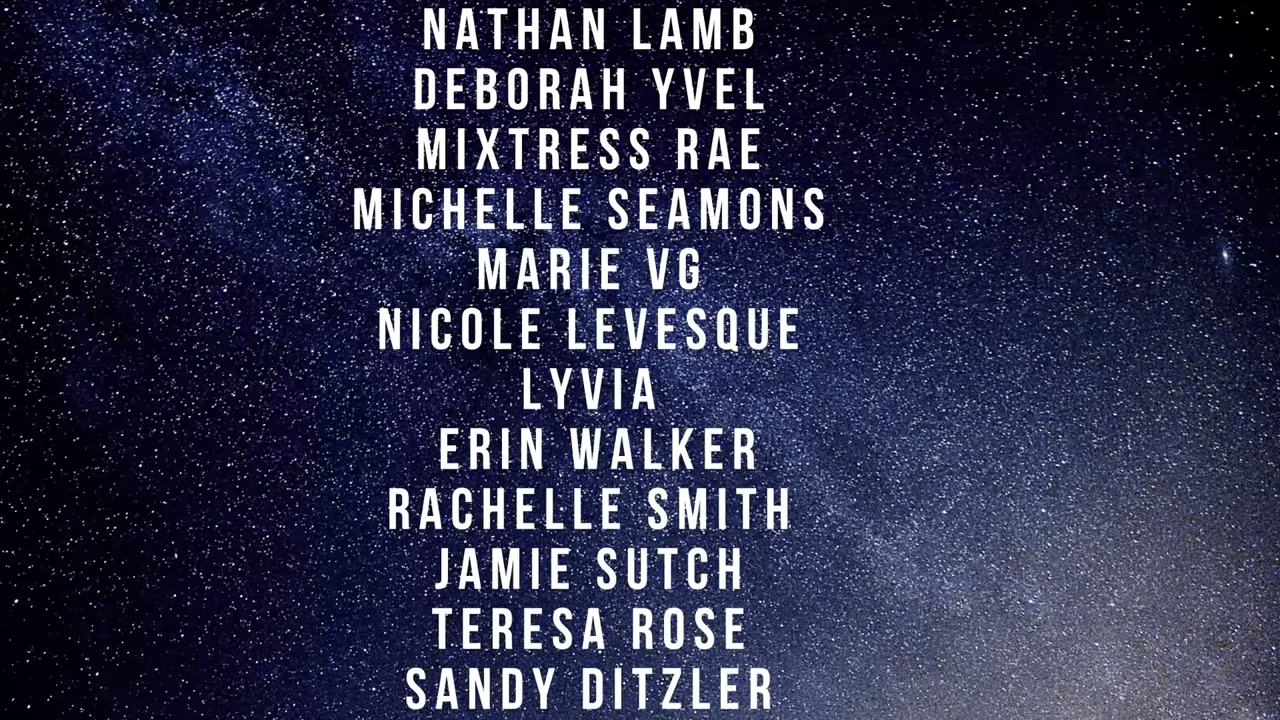 NATHAN LAMB
DEBORAH YVEL
MIXTRESS RAE
MICHELLE SEAMONS
MARIE VG
NICOLE LEVESQUE
LYVIA
ERIN WALKER
RACHELLE SMITH
JAMIE SUTCH
TERESA ROSE
SANDY DITZLER